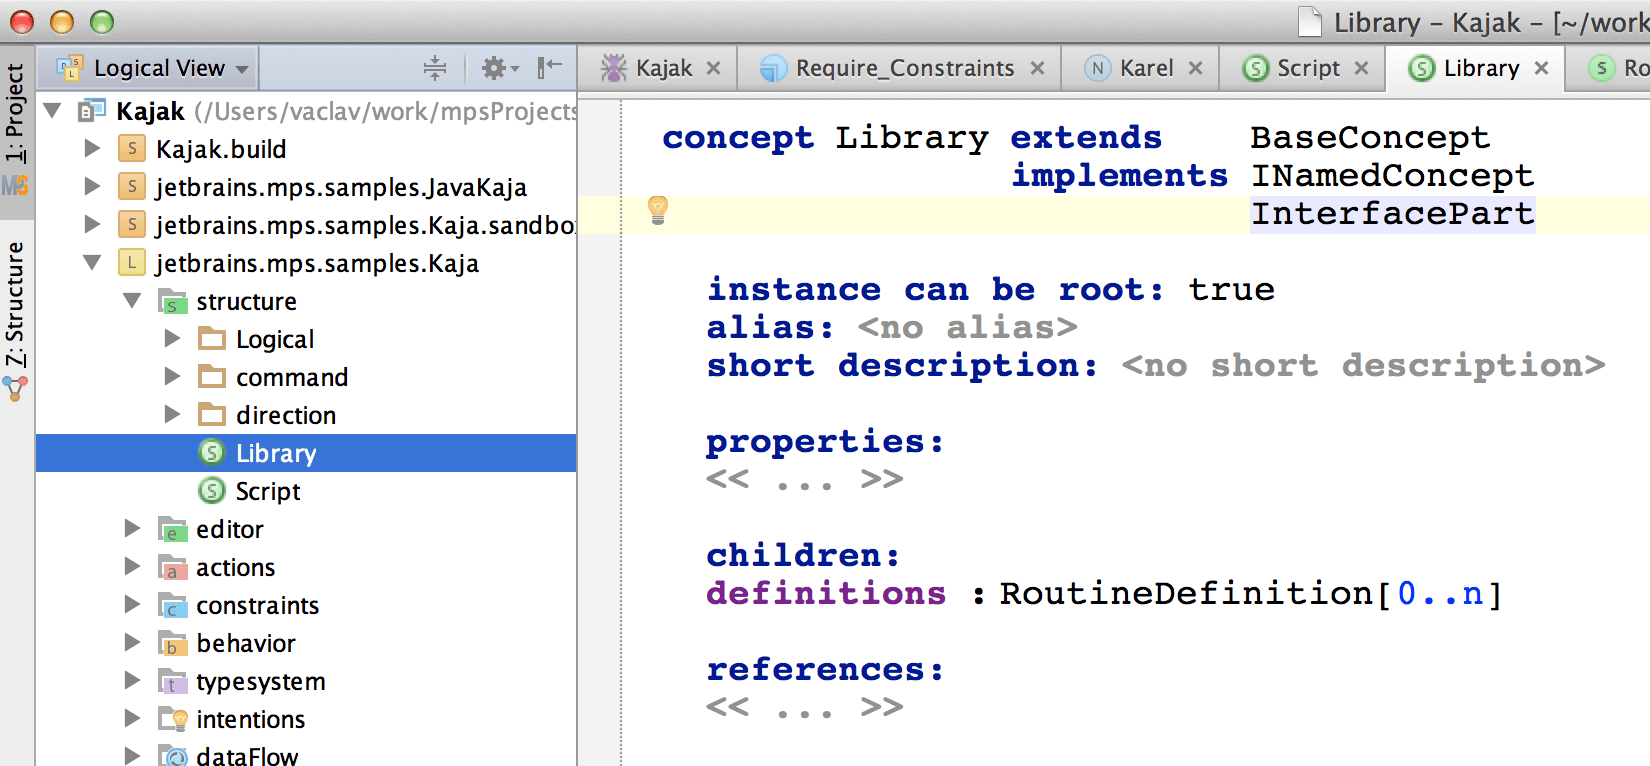 Library – Kajak – [~/work
1: Project
Z: Structure
Logical View
Kajak (/Users/vaclav/work/mpsProjects
Kajak.build
jetbrains.mps.samples.JavaKaja
jetbrains.mps.samples.Kaja.sandbo
jetbrains.mps.samples.Kaja
structure
Logical
command
direction
Library
Script
editor
actions
constraints
behavior
typesystem
intentions
dataFlow
Kajak Require_Constraints Karel Script Library Ro
concept Library extends BaseConcept
implements INamedConcept
InterfacePart
instance can be root: true
alias: <no alias>
short description: <no short description>
properties:
<< ... >>
children:
definitions : RoutineDefinition[0..n]
references:
<< ... >>